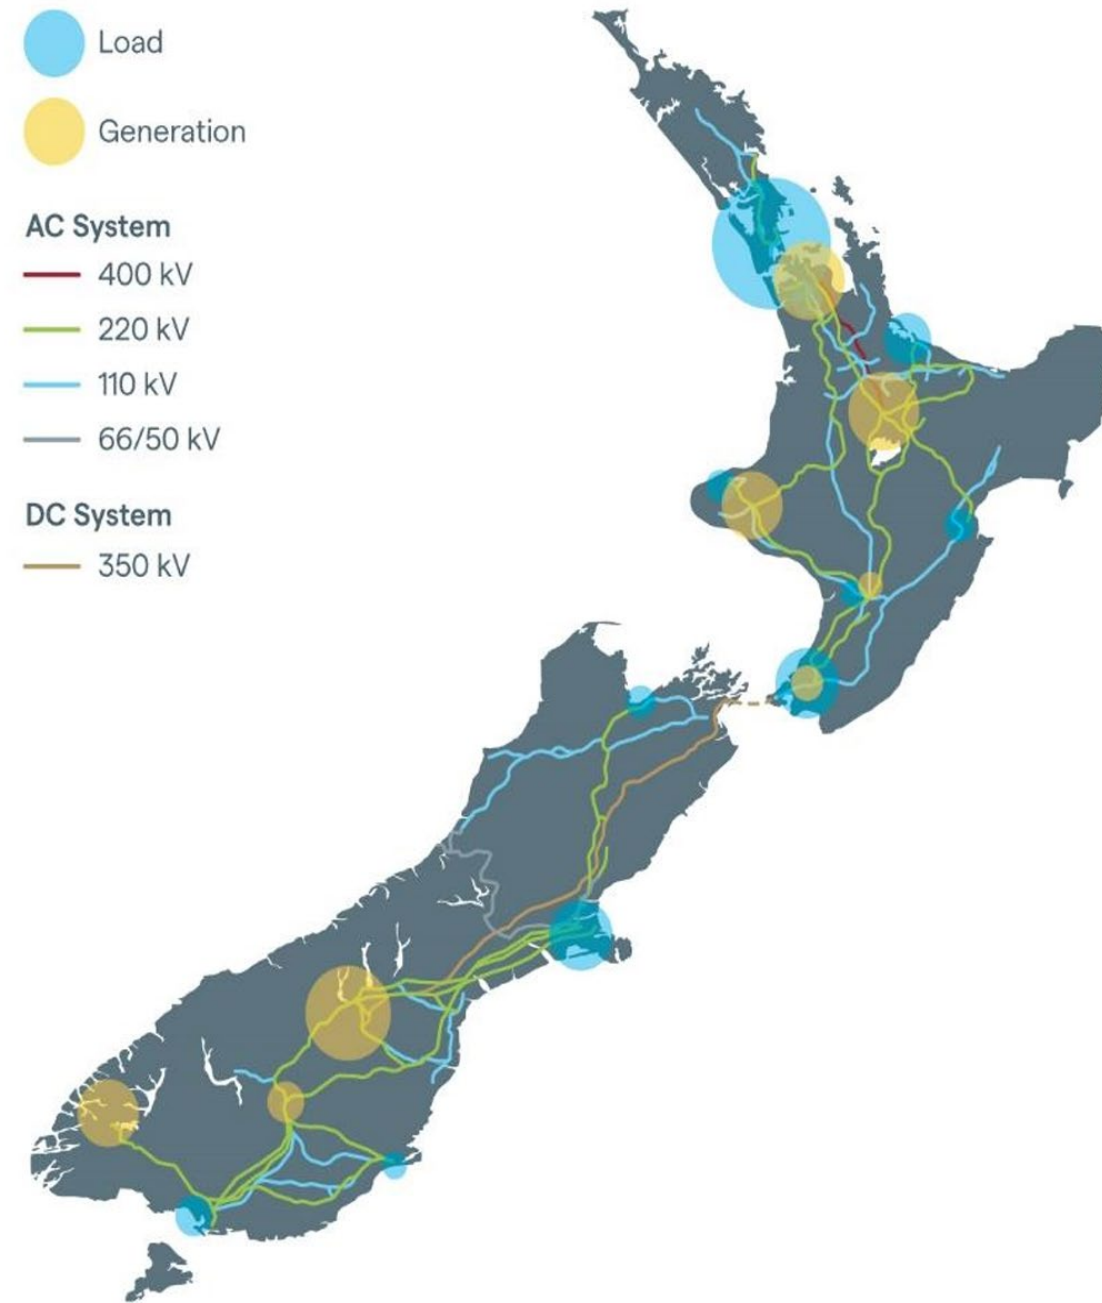 Load
Generation
AC System
400 kV
220 kV
110 kV
66/50 kV
DC System
350 kV